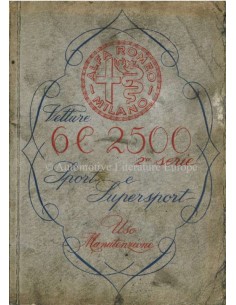 ALFA-ROMEO
MILANO
Vetture
6C 2500
2ª serie
© Automotive Literature Europe
Sport e
Supersport
Uso
Manutenzione